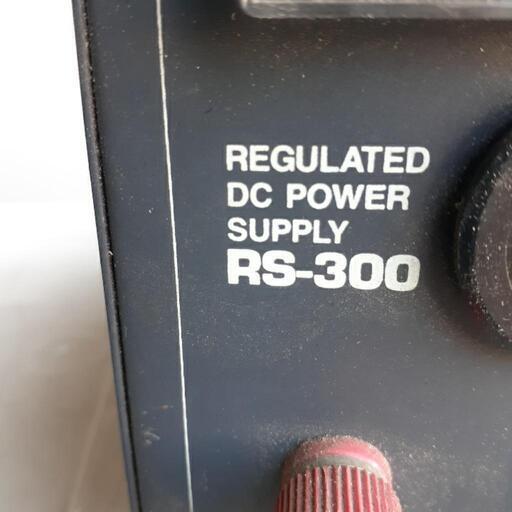 REGULATED
DC POWER
SUPPLY
RS-300